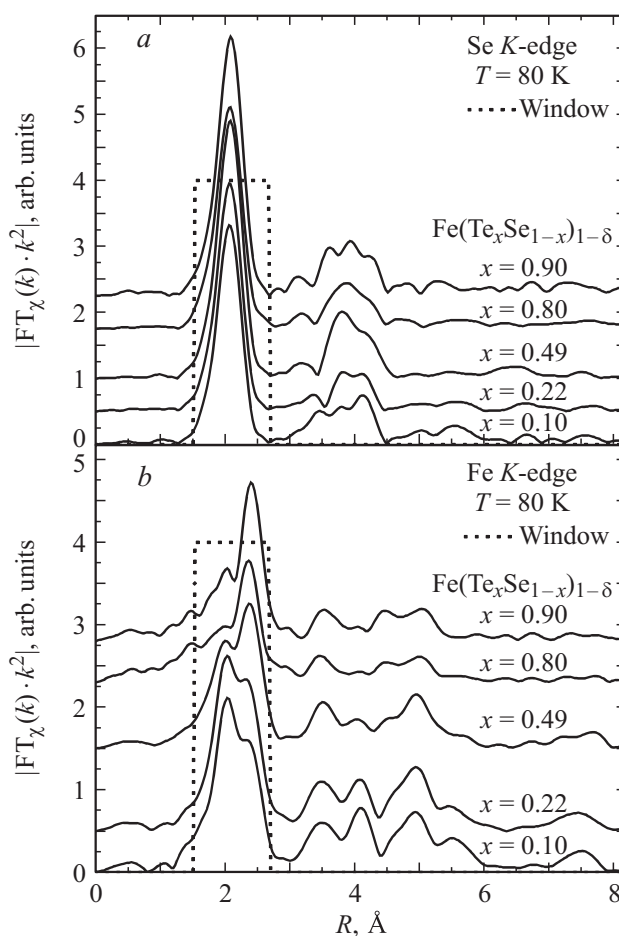 a
Se K-edge
T = 80 K
Window
Fe(TeₓSe₁₋ₓ)₁₋δ
x = 0.90
x = 0.80
x = 0.49
x = 0.22
x = 0.10
6
5
4
3
2
1
0
|FTχ(k) · k²|, arb. units
b
Fe K-edge
T = 80 K
Window
Fe(TeₓSe₁₋ₓ)₁₋δ
x = 0.90
x = 0.80
x = 0.49
x = 0.22
x = 0.10
5
4
3
2
1
0
|FTχ(k) · k²|, arb. units
0 2 4 6 8
R, Å